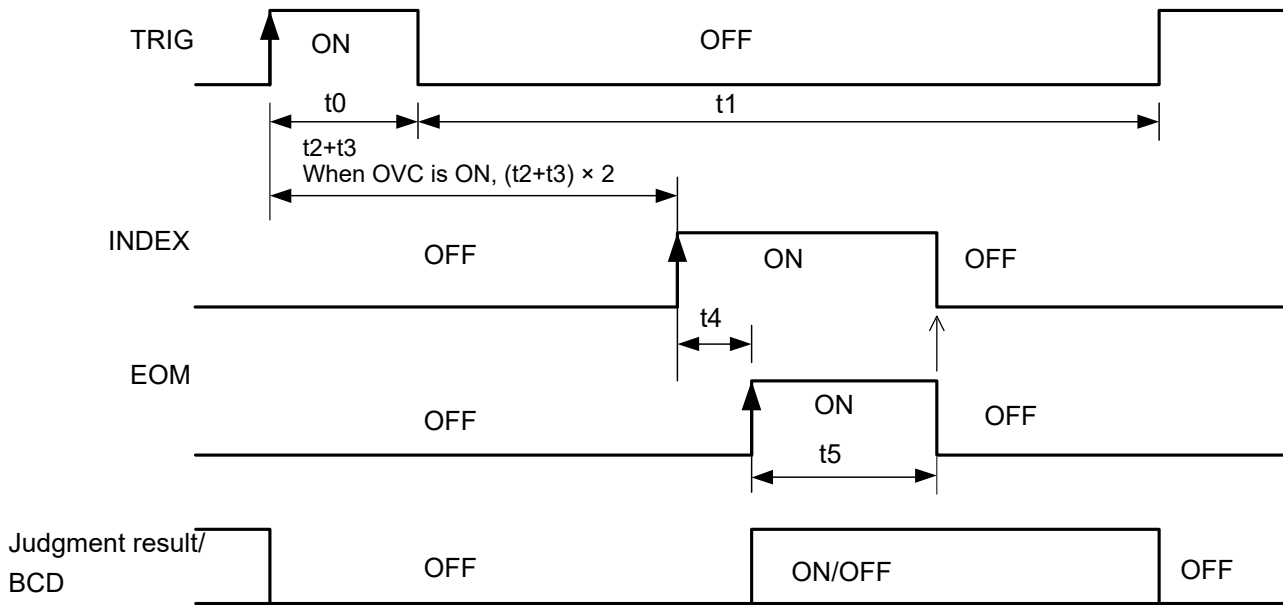 TRIG
ON
OFF
t0
t1
t2+t3
When OVC is ON, (t2+t3) × 2
INDEX
OFF
ON
OFF
t4
EOM
OFF
ON
OFF
t5
Judgment result/
BCD
OFF
ON/OFF
OFF